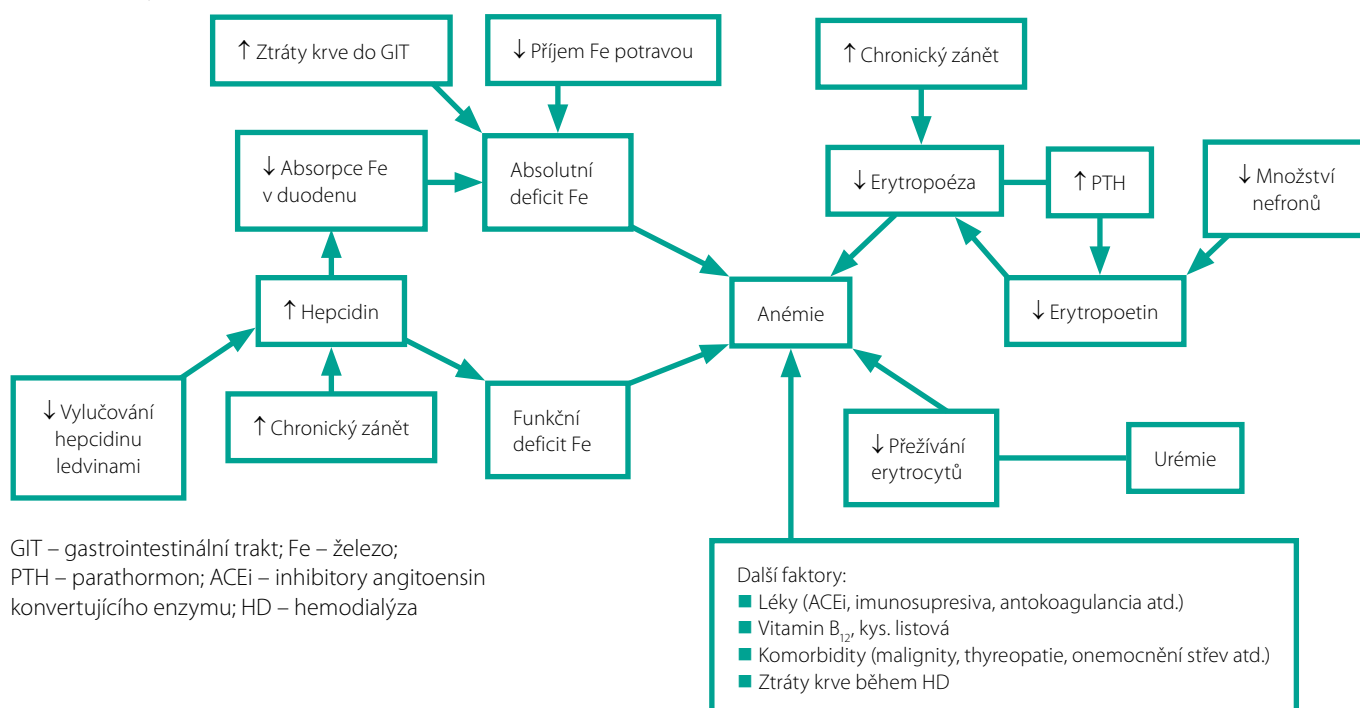 ↑ Ztráty krve do GIT
↓ Příjem Fe potravou
↑ Chronický zánět
↓ Absorpce Fe
v duodenu
Absolutní
deficit Fe
↓ Erytropoéza
↑ PTH
↓ Množství
nefronů
↑ Hepcidin
Anémie
↓ Erytropoetin
↓ Vylučování
hepcidinu
ledvinami
↑ Chronický zánět
Funkční
deficit Fe
↓ Přežívání
erytrocytů
Urémie
GIT – gastrointestinální trakt; Fe – železo;
PTH – parathormon; ACEi – inhibitory angitoensin
konvertujícího enzymu; HD – hemodialýza
Další faktory:
■ Léky (ACEi, imunosupresiva, antokoagulancia atd.)
■ Vitamin B₁₂, kys. listová
■ Komorbidity (malignity, thyreopatie, onemocnění střev atd.)
■ Ztráty krve během HD